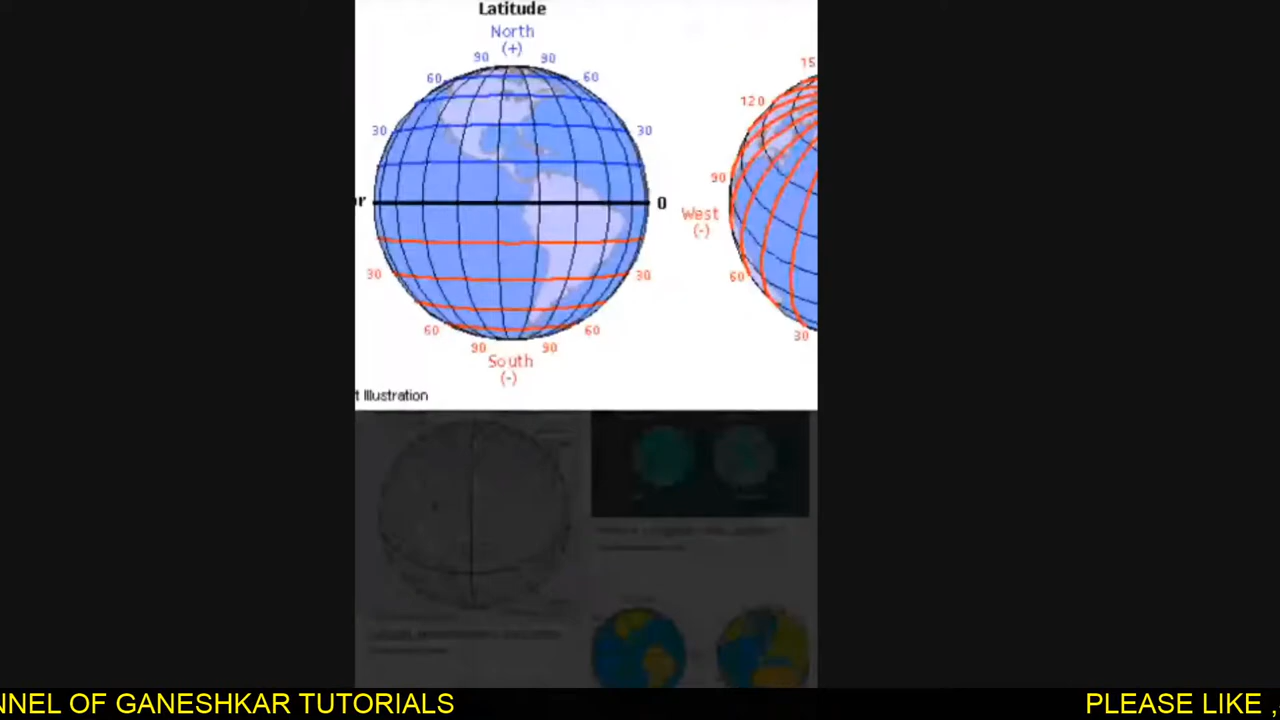 Latitude
North
(+)
90 90
60 60
30 30
r 0
30 30
60 60
90 90
South
(-)
t Illustration
15
120
90
West
(-)
60
30
NNEL OF GANESHKAR TUTORIALS
PLEASE LIKE ,